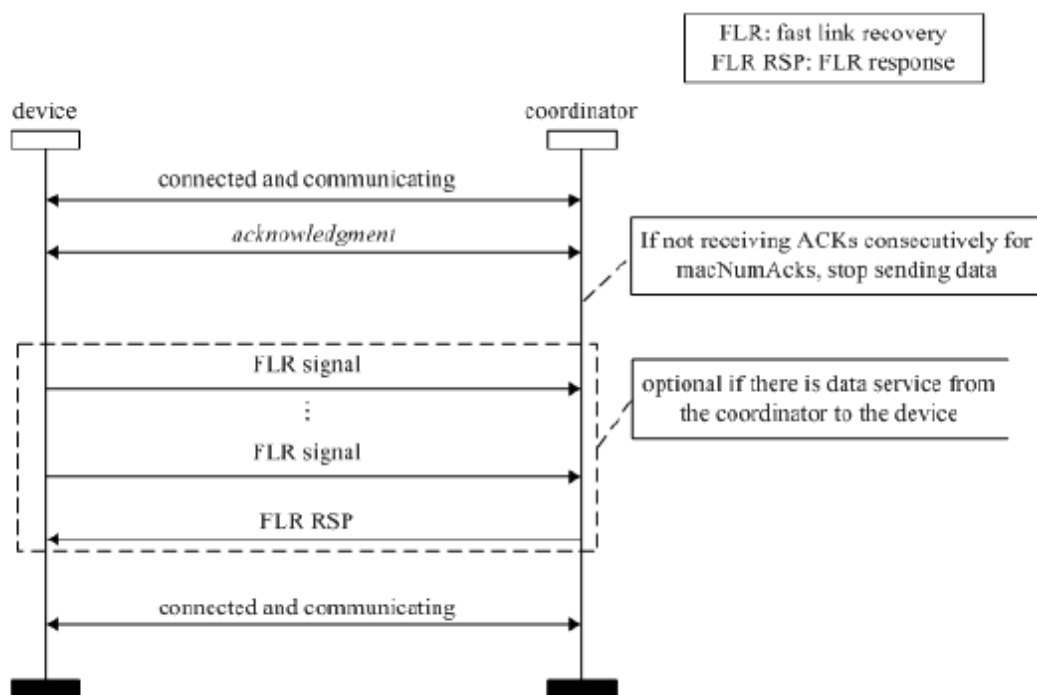 FLR: fast link recovery
FLR RSP: FLR response
device
coordinator
connected and communicating
acknowledgment
If not receiving ACKs consecutively for
macNumAcks, stop sending data
FLR signal
optional if there is data service from
the coordinator to the device
⋮
FLR signal
FLR RSP
connected and communicating